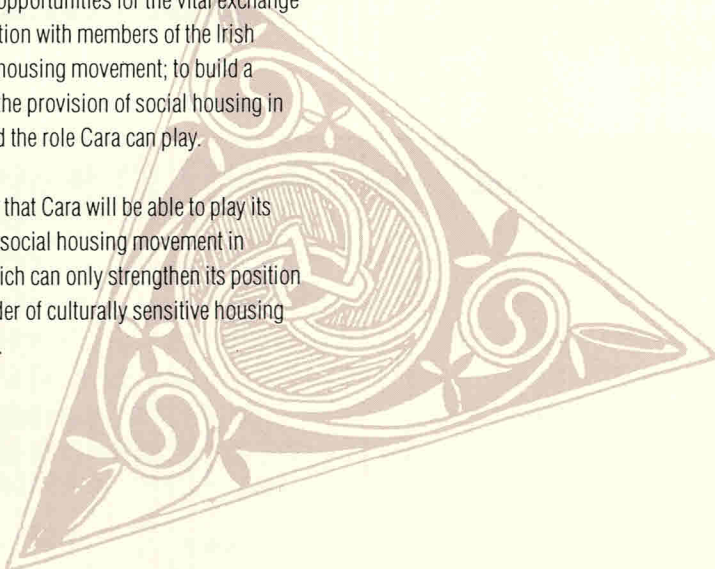 opportunities for the vital exchange
tion with members of the Irish
housing movement; to build a
the provision of social housing in
d the role Cara can play.
that Cara will be able to play its
social housing movement in
ich can only strengthen its position
der of culturally sensitive housing
.